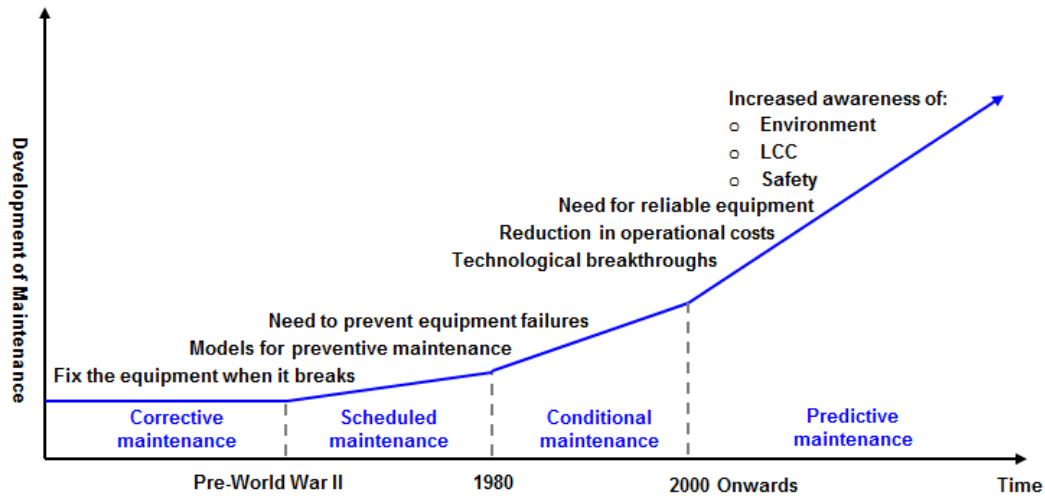 Development of Maintenance
Increased awareness of:
o Environment
o LCC
o Safety
Need for reliable equipment
Reduction in operational costs
Technological breakthroughs
Need to prevent equipment failures
Models for preventive maintenance
Fix the equipment when it breaks
Corrective
maintenance
Scheduled
maintenance
Conditional
maintenance
Predictive
maintenance
Pre-World War II
1980
2000 Onwards
Time